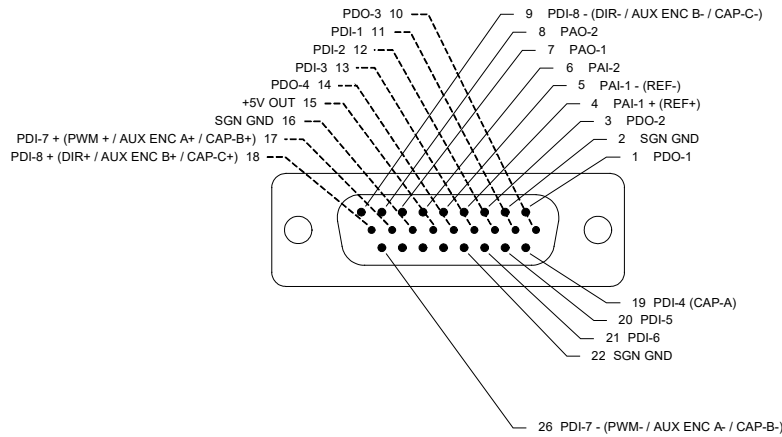 PDO-3 10
PDI-1 11
PDI-2 12
PDI-3 13
PDO-4 14
+5V OUT 15
SGN GND 16
PDI-7 + (PWM + / AUX ENC A+ / CAP-B+) 17
PDI-8 + (DIR+ / AUX ENC B+ / CAP-C+) 18
9 PDI-8 - (DIR- / AUX ENC B- / CAP-C-)
8 PAO-2
7 PAO-1
6 PAI-2
5 PAI-1 - (REF-)
4 PAI-1 + (REF+)
3 PDO-2
2 SGN GND
1 PDO-1
19 PDI-4 (CAP-A)
20 PDI-5
21 PDI-6
22 SGN GND
26 PDI-7 - (PWM- / AUX ENC A- / CAP-B-)